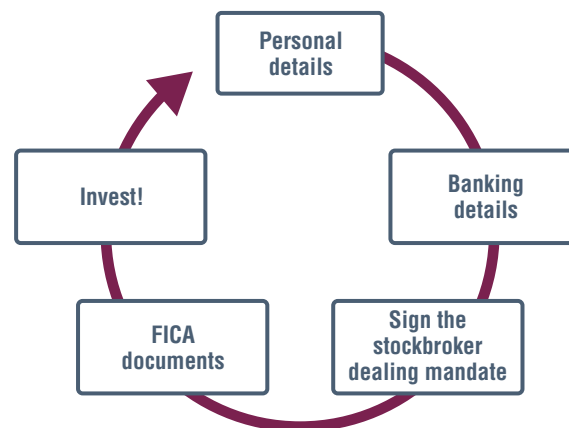 Personal
details
Banking
details
Sign the
stockbroker
dealing mandate
FICA
documents
Invest!